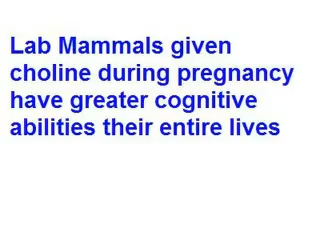 Lab Mammals given
choline during pregnancy
have greater cognitive
abilities their entire lives